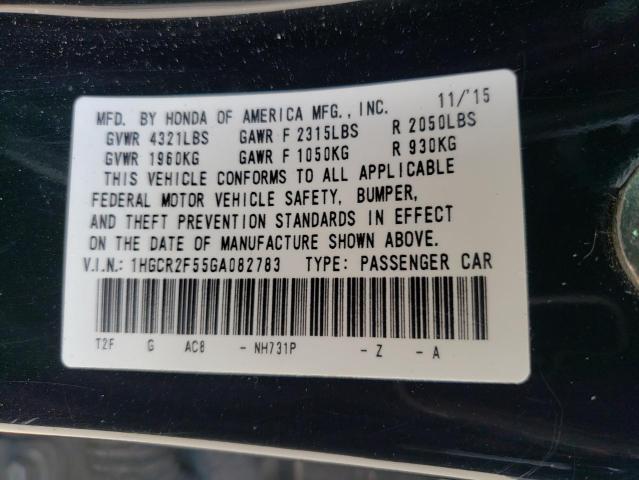 MFD. BY HONDA OF AMERICA MFG., INC. 11/'15
GVWR 4321LBS GAWR F 2315LBS R 2050LBS
GVWR 1960KG GAWR F 1050KG R 930KG
THIS VEHICLE CONFORMS TO ALL APPLICABLE
FEDERAL MOTOR VEHICLE SAFETY, BUMPER,
AND THEFT PREVENTION STANDARDS IN EFFECT
ON THE DATE OF MANUFACTURE SHOWN ABOVE.
V.I.N.: 1HGCR2F55GA082783 TYPE: PASSENGER CAR
T2F G AC8 - NH731P - Z - A